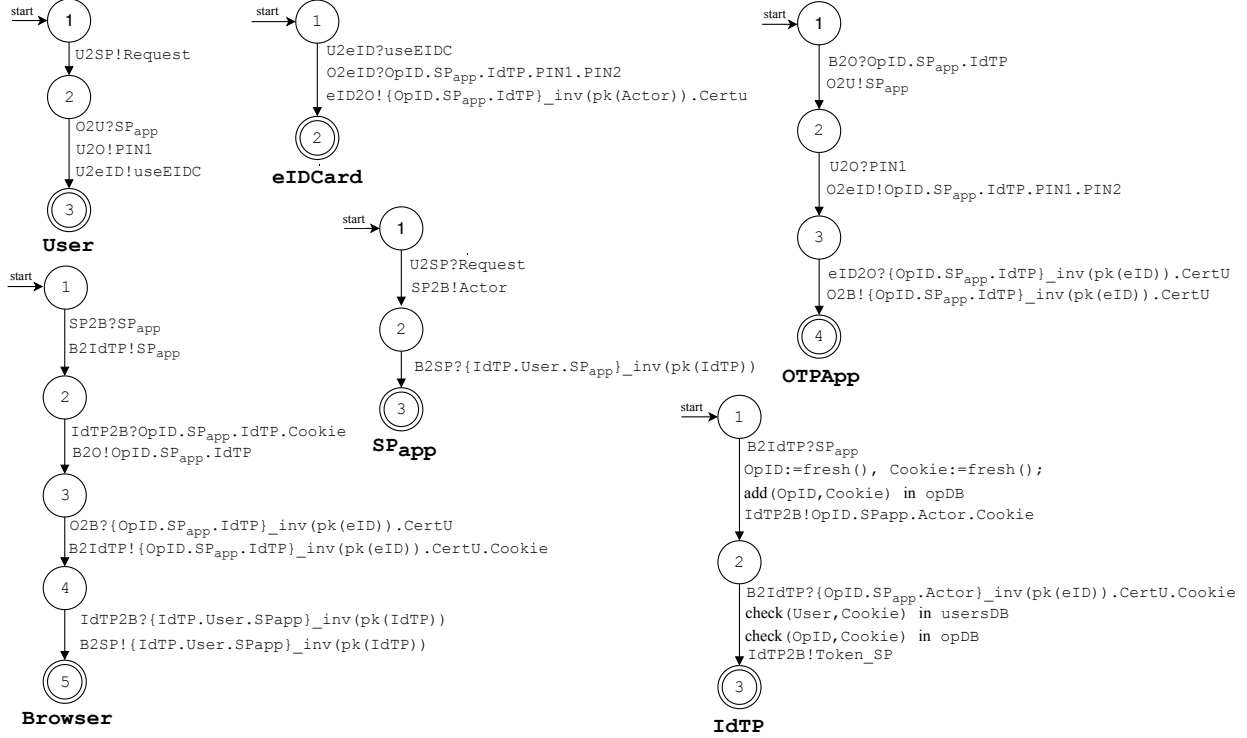 start
1
U2SP!Request
2
O2U?SPapp
U2O!PIN1
U2eID!useEIDC
3
User
start
1
U2eID?useEIDC
O2eID?OpID.SPapp.IdTP.PIN1.PIN2
eID2O!{OpID.SPapp.IdTP}_inv(pk(Actor)).Certu
2
eIDCard
start
1
B2O?OpID.SPapp.IdTP
O2U!SPapp
2
U2O?PIN1
O2eID!OpID.SPapp.IdTP.PIN1.PIN2
3
eID2O?{OpID.SPapp.IdTP}_inv(pk(eID)).CertU
O2B!{OpID.SPapp.IdTP}_inv(pk(eID)).CertU
4
OTPApp
start
1
U2SP?Request
SP2B!Actor
2
B2SP?{IdTP.User.SPapp}_inv(pk(IdTP))
3
SPapp
start
1
SP2B?SPapp
B2IdTP!SPapp
2
IdTP2B?OpID.SPapp.IdTP.Cookie
B2O!OpID.SPapp.IdTP
3
O2B?{OpID.SPapp.IdTP}_inv(pk(eID)).CertU
B2IdTP!{OpID.SPapp.IdTP}_inv(pk(eID)).CertU.Cookie
4
IdTP2B?{IdTP.User.SPapp}_inv(pk(IdTP))
B2SP!{IdTP.User.SPapp}_inv(pk(IdTP))
5
Browser
start
1
B2IdTP?SPapp
OpID:=fresh(), Cookie:=fresh();
add(OpID,Cookie) in opDB
IdTP2B!OpID.SPapp.Actor.Cookie
2
B2IdTP?{OpID.SPapp.Actor}_inv(pk(eID)).CertU.Cookie
check(User,Cookie) in usersDB
check(OpID,Cookie) in opDB
IdTP2B!Token_SP
3
IdTP